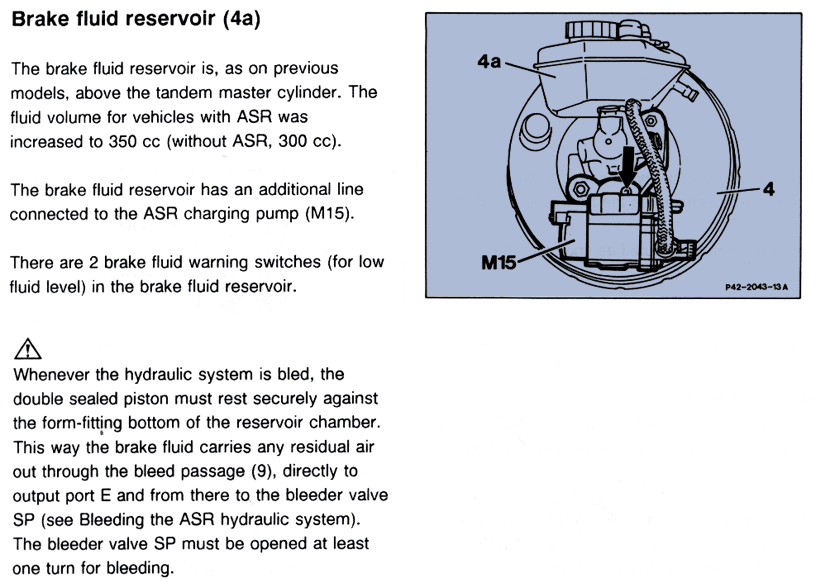 Brake fluid reservoir (4a)
The brake fluid reservoir is, as on previous
models, above the tandem master cylinder. The
fluid volume for vehicles with ASR was
increased to 350 cc (without ASR, 300 cc).
The brake fluid reservoir has an additional line
connected to the ASR charging pump (M15).
There are 2 brake fluid warning switches (for low
fluid level) in the brake fluid reservoir.
Whenever the hydraulic system is bled, the
double sealed piston must rest securely against
the form-fitting bottom of the reservoir chamber.
This way the brake fluid carries any residual air
out through the bleed passage (9), directly to
output port E and from there to the bleeder valve
SP (see Bleeding the ASR hydraulic system).
The bleeder valve SP must be opened at least
one turn for bleeding.
4a
4
M15
P42-2043-13A